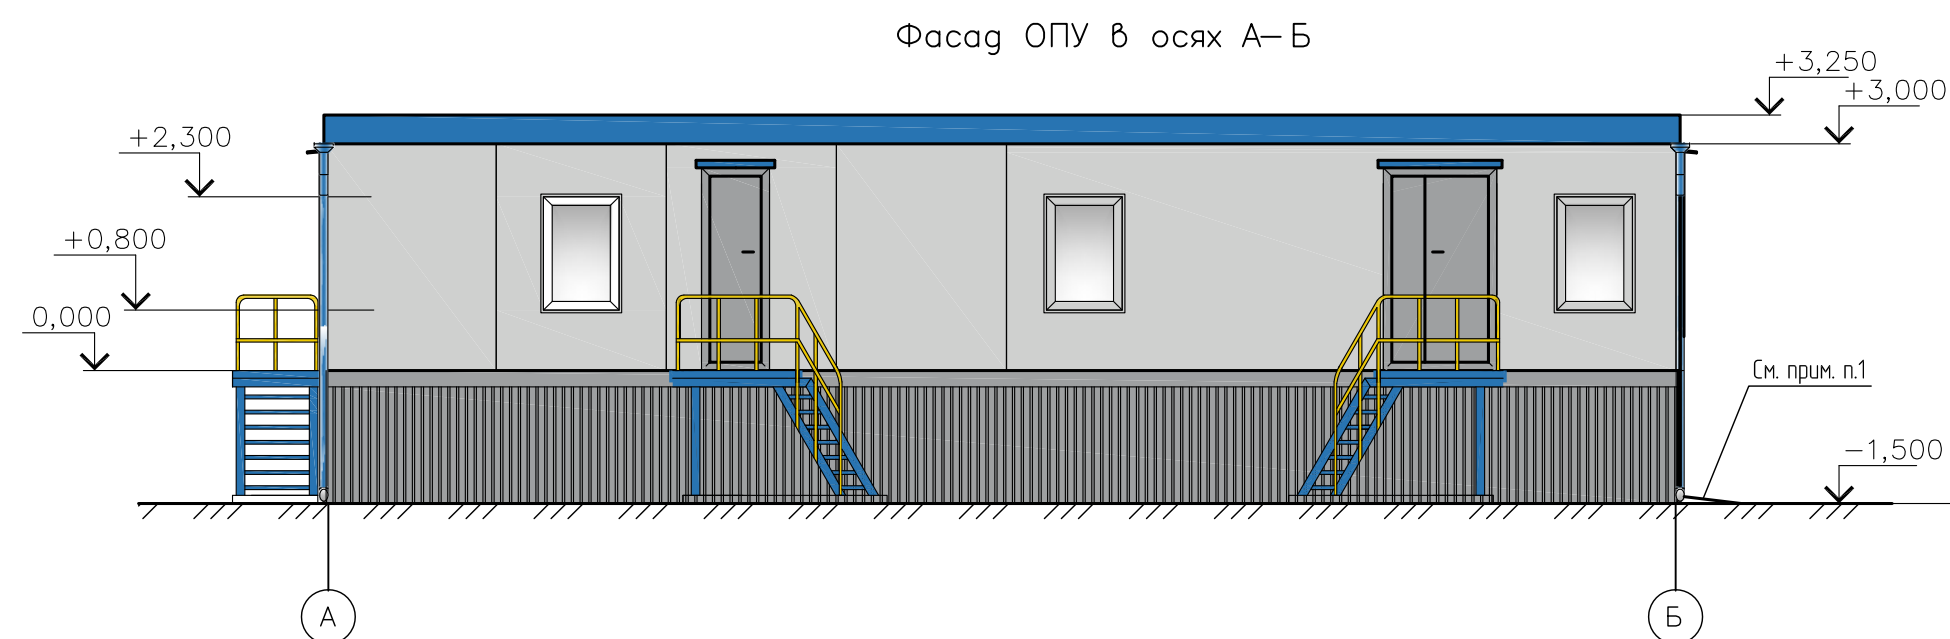 Фасад ОПУ в осях А–Б
+3,250
+3,000
+2,300
+0,800
0,000
См. прим. п.1
–1,500
А
Б